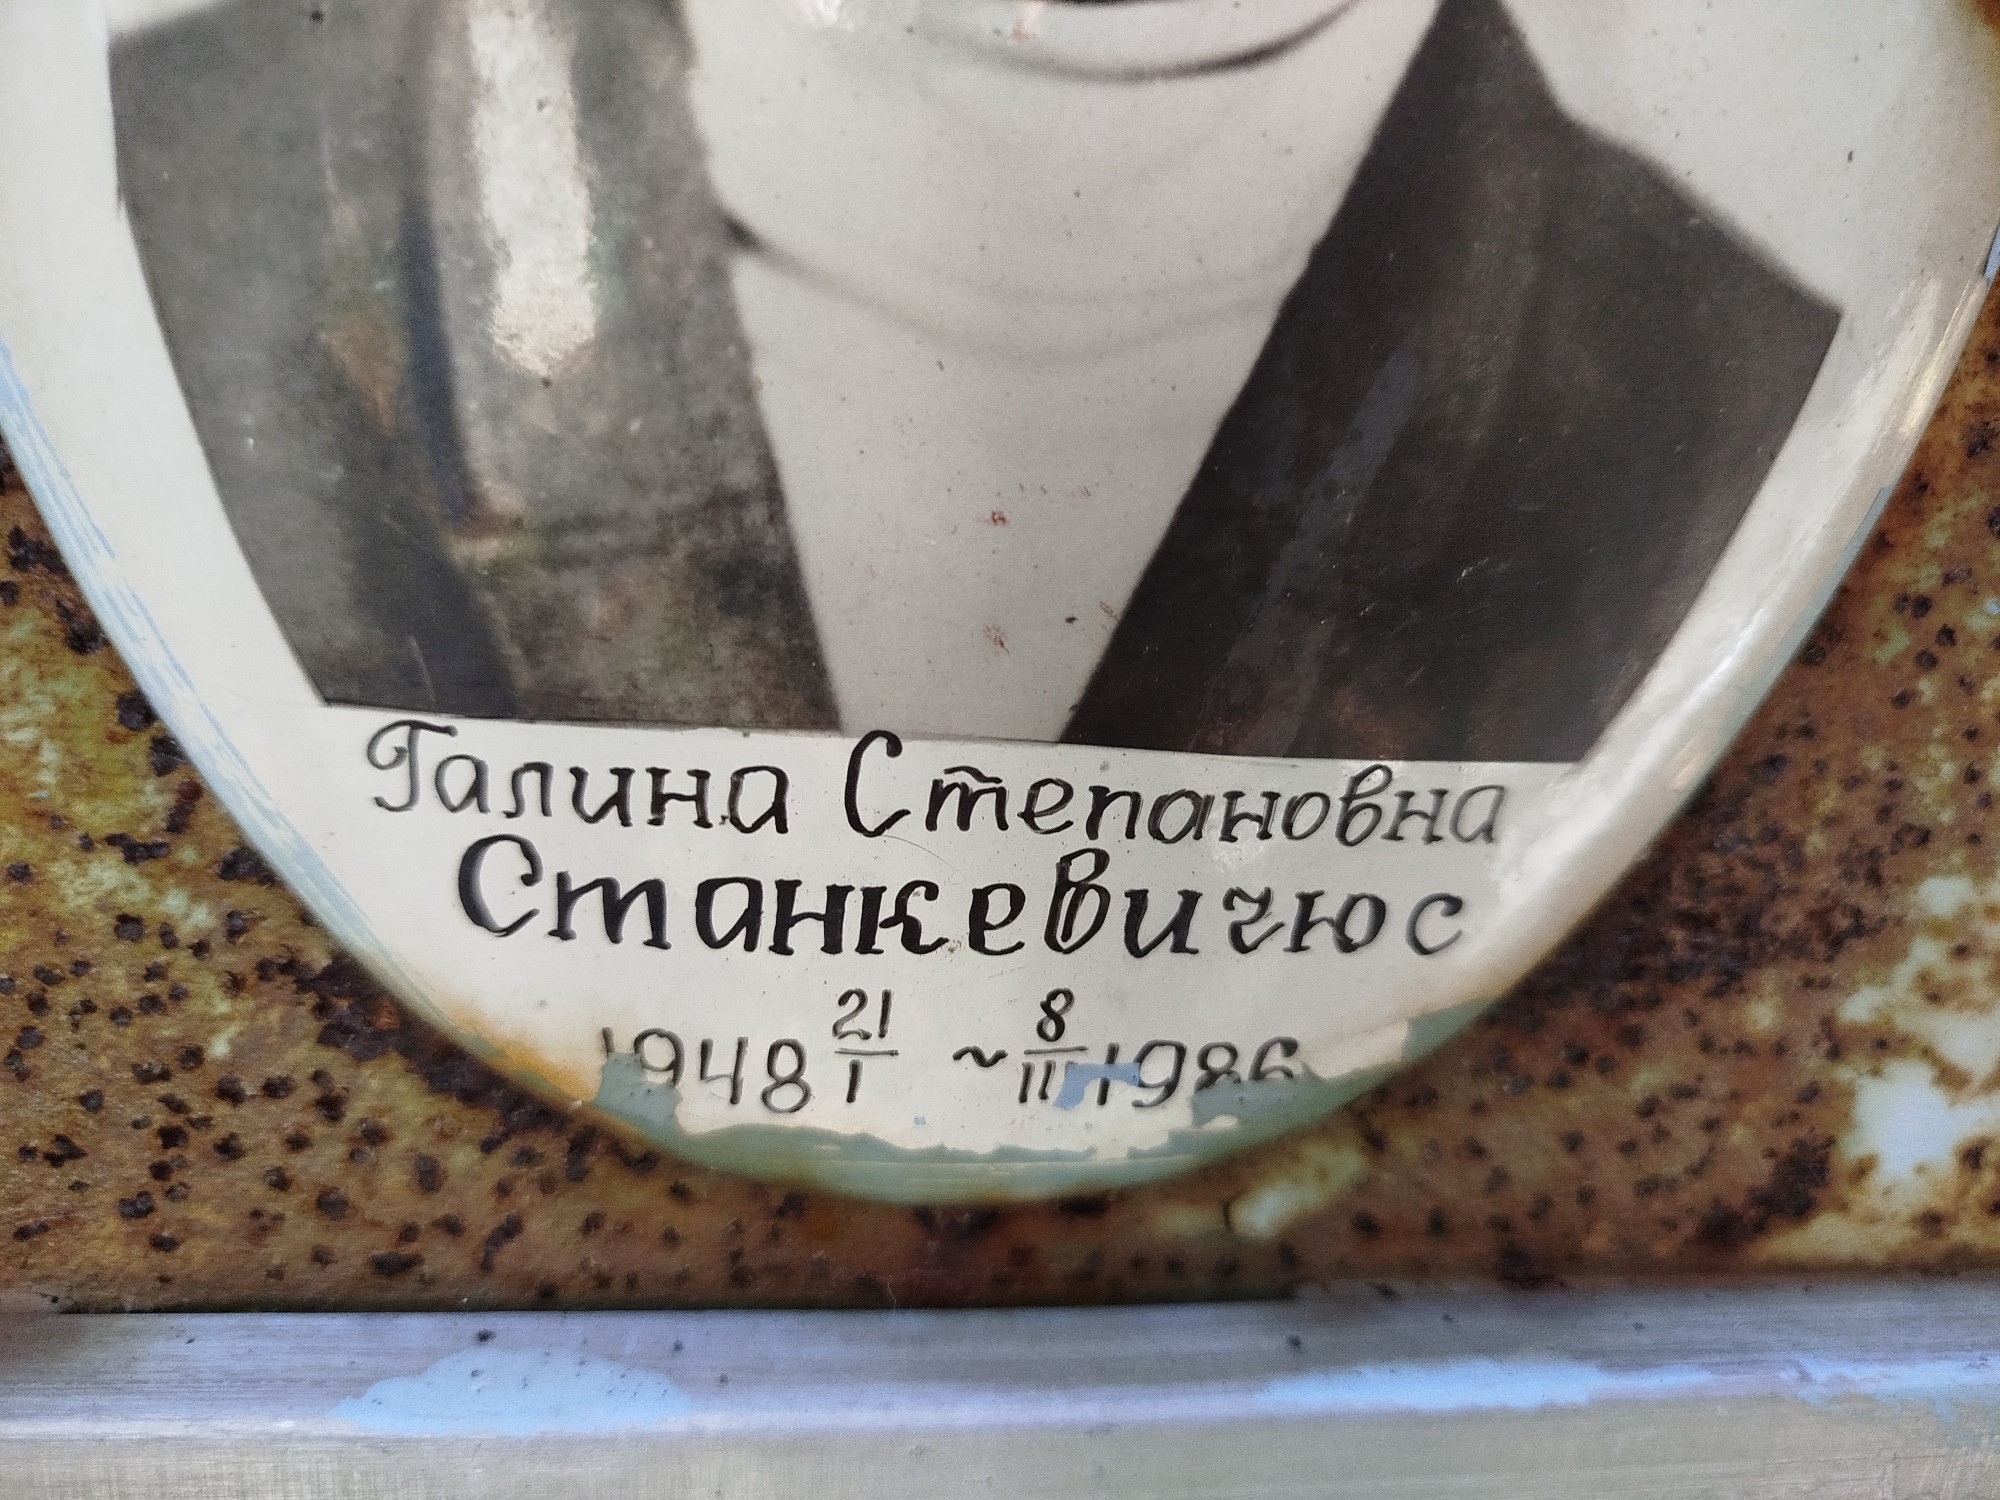 Галина Степановна
Станкевичюс
1948 21/I ~ 8/II 1986